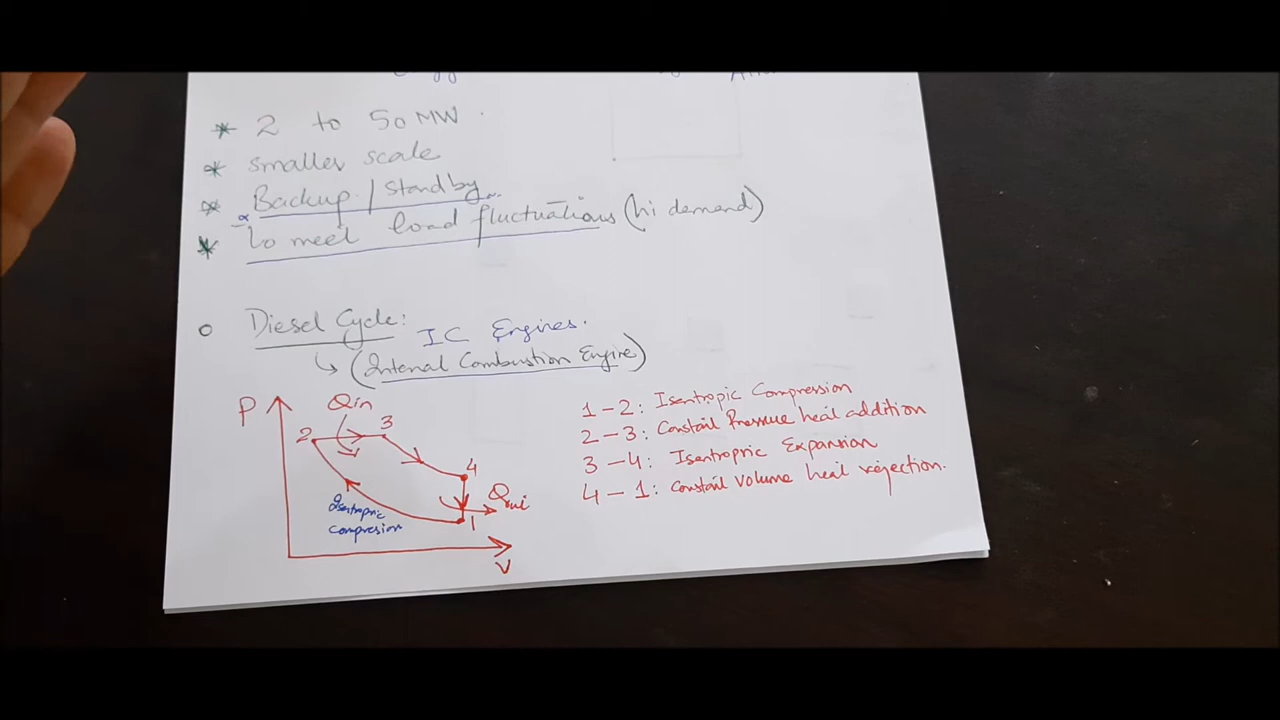 * 2 to 50 MW.
* smaller scale
* Backup / standby
* To meet load fluctuations (hi demand)
o Diesel Cycle: IC Engines.
↳ (Internal Combustion Engine)
P
Qin
2
3
4
Qout
1
Isentropic
compression
V
1-2: Isentropic Compression
2-3: Constant Pressure heat addition
3-4: Isentropric Expansion
4-1: Constant volume heat rejection.